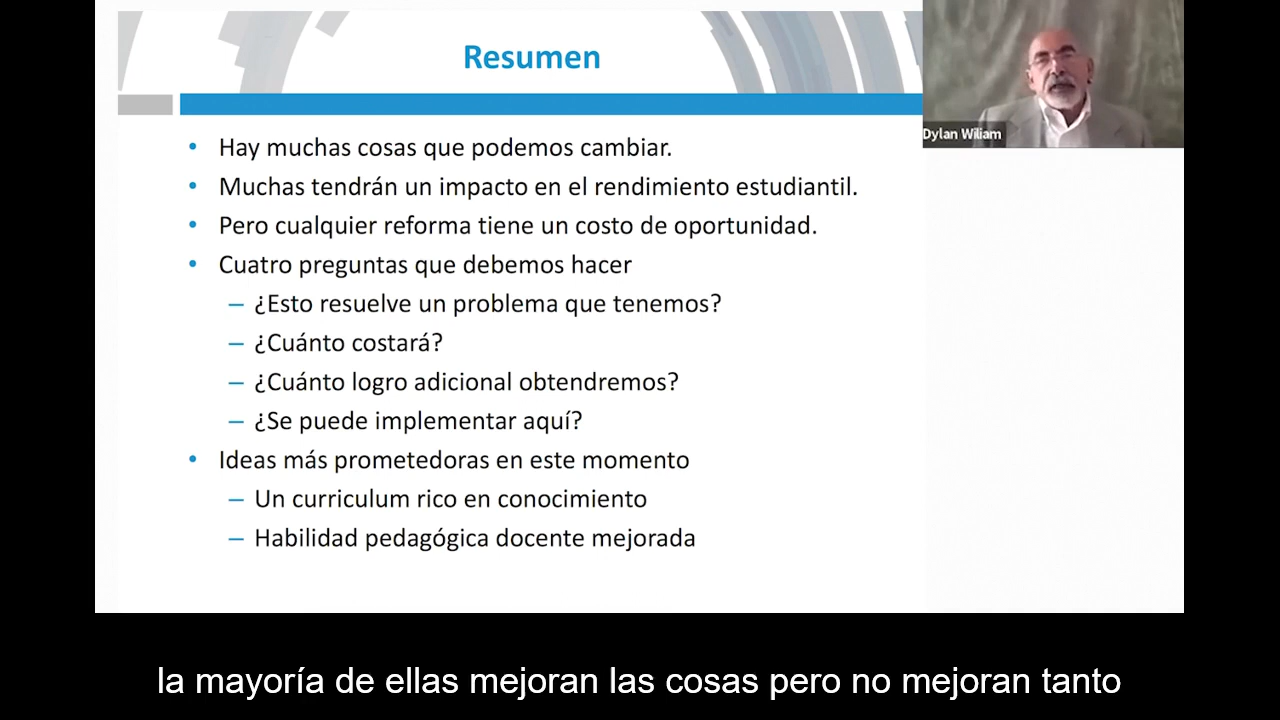 Resumen
Dylan Wiliam
• Hay muchas cosas que podemos cambiar.
• Muchas tendrán un impacto en el rendimiento estudiantil.
• Pero cualquier reforma tiene un costo de oportunidad.
• Cuatro preguntas que debemos hacer
– ¿Esto resuelve un problema que tenemos?
– ¿Cuánto costará?
– ¿Cuánto logro adicional obtendremos?
– ¿Se puede implementar aquí?
• Ideas más prometedoras en este momento
– Un curriculum rico en conocimiento
– Habilidad pedagógica docente mejorada
la mayoría de ellas mejoran las cosas pero no mejoran tanto